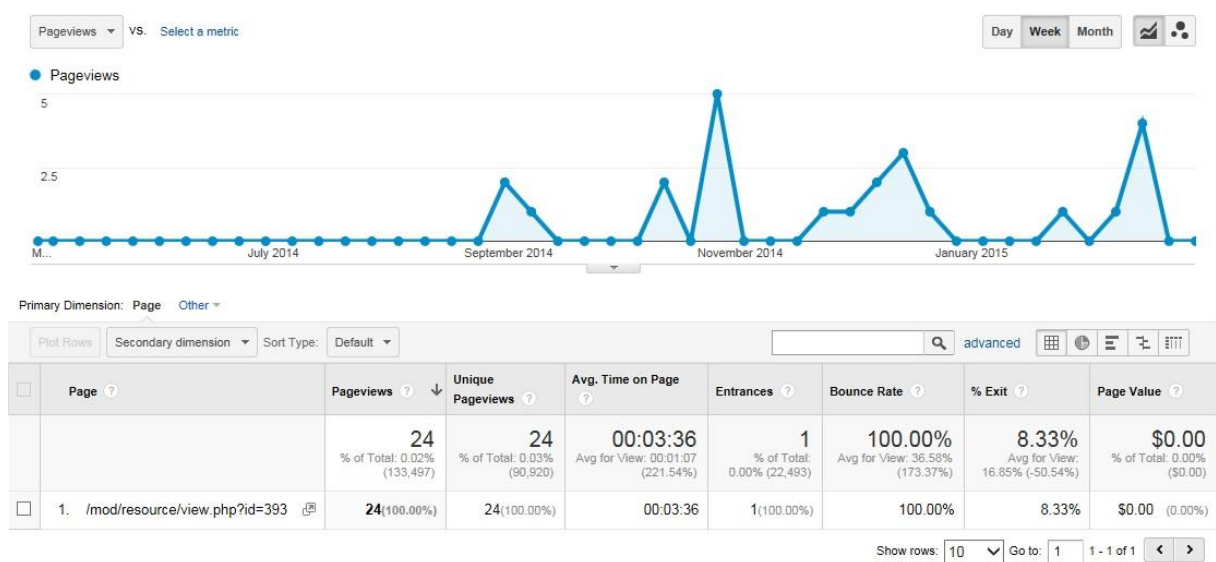 Pageviews VS. Select a metric Day Week Month
Pageviews
5
2.5
M... July 2014 September 2014 November 2014 January 2015
Primary Dimension: Page Other
Plot Rows Secondary dimension Sort Type: Default advanced
Page ? Pageviews ? Unique Pageviews ? Avg. Time on Page ? Entrances ? Bounce Rate ? % Exit ? Page Value ?
24 24 00:03:36 1 100.00% 8.33% $0.00
% of Total: 0.02% (133,497) % of Total: 0.03% (90,920) Avg for View: 00:01:07 (221.54%) % of Total: 0.00% (22,493) Avg for View: 36.58% (173.37%) Avg for View: 16.85% (-50.54%) % of Total: 0.00% ($0.00)
1. /mod/resource/view.php?id=393 24(100.00%) 24(100.00%) 00:03:36 1(100.00%) 100.00% 8.33% $0.00 (0.00%)
Show rows: 10 Go to: 1 1 - 1 of 1